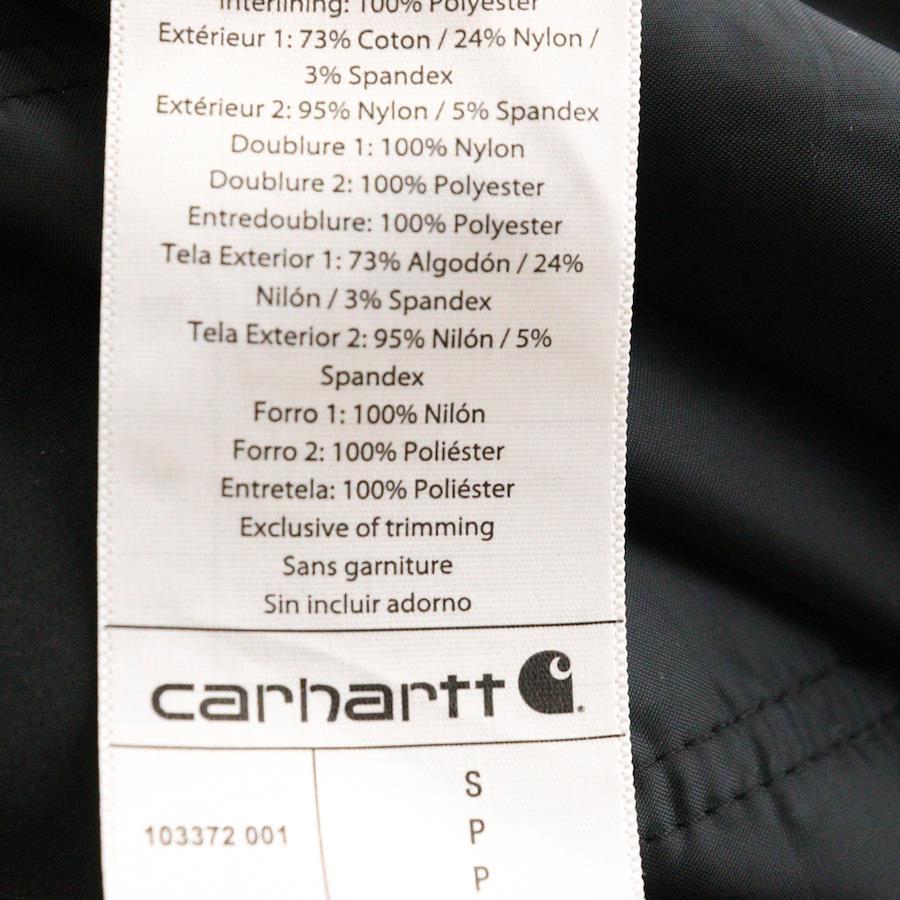 Interlining: 100% Polyester
Extérieur 1: 73% Coton / 24% Nylon /
3% Spandex
Extérieur 2: 95% Nylon / 5% Spandex
Doublure 1: 100% Nylon
Doublure 2: 100% Polyester
Entredoublure: 100% Polyester
Tela Exterior 1: 73% Algodón / 24%
Nilón / 3% Spandex
Tela Exterior 2: 95% Nilón / 5%
Spandex
Forro 1: 100% Nilón
Forro 2: 100% Poliéster
Entretela: 100% Poliéster
Exclusive of trimming
Sans garniture
Sin incluir adorno
carhartt
103372 001
S
P
P